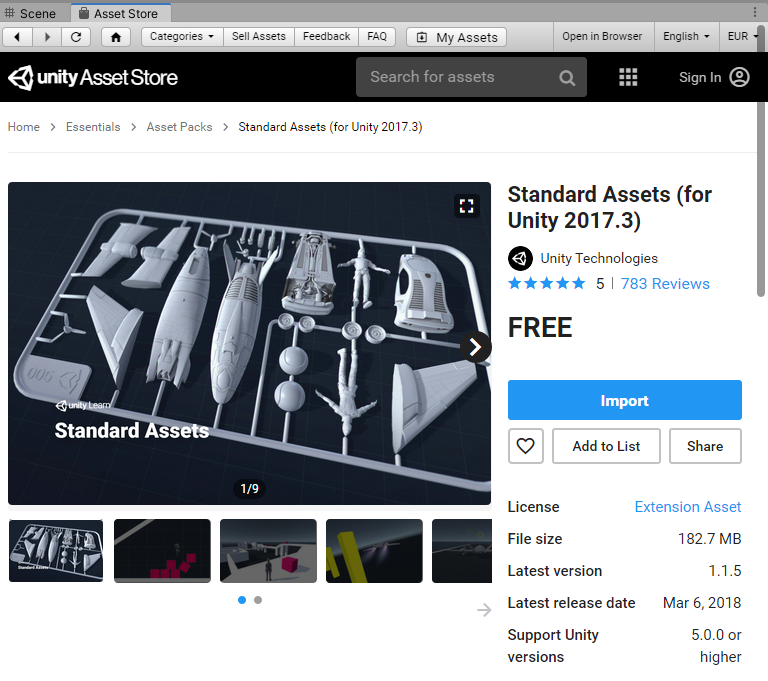 Scene
Asset Store
Categories
Sell Assets
Feedback
FAQ
My Assets
Open in Browser
English
EUR
unity Asset Store
Search for assets
Sign In
Home > Essentials > Asset Packs > Standard Assets (for Unity 2017.3)
Standard Assets (for
Unity 2017.3)
Unity Technologies
5 | 783 Reviews
FREE
Import
Add to List
Share
006
unity Learn
Standard Assets
1/9
Standard Assets
License
Extension Asset
File size
182.7 MB
Latest version
1.1.5
Latest release date
Mar 6, 2018
Support Unity
versions
5.0.0 or
higher